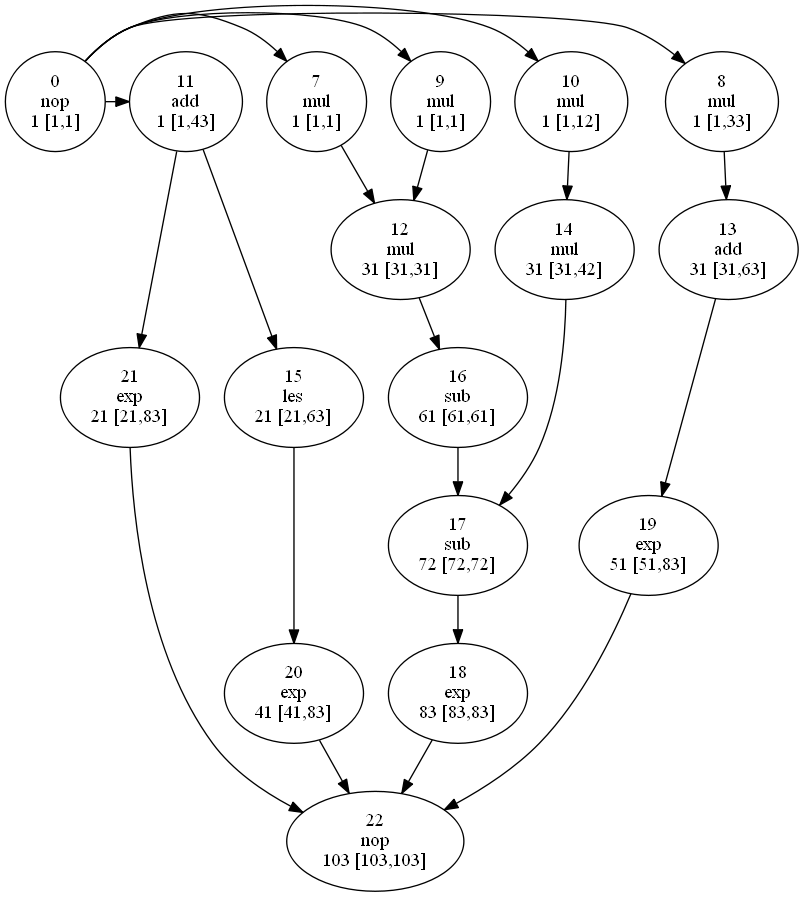 0
nop
1 [1,1]
11
add
1 [1,43]
7
mul
1 [1,1]
9
mul
1 [1,1]
10
mul
1 [1,12]
8
mul
1 [1,33]
12
mul
31 [31,31]
14
mul
31 [31,42]
13
add
31 [31,63]
21
exp
21 [21,83]
15
les
21 [21,63]
16
sub
61 [61,61]
17
sub
72 [72,72]
19
exp
51 [51,83]
20
exp
41 [41,83]
18
exp
83 [83,83]
22
nop
103 [103,103]